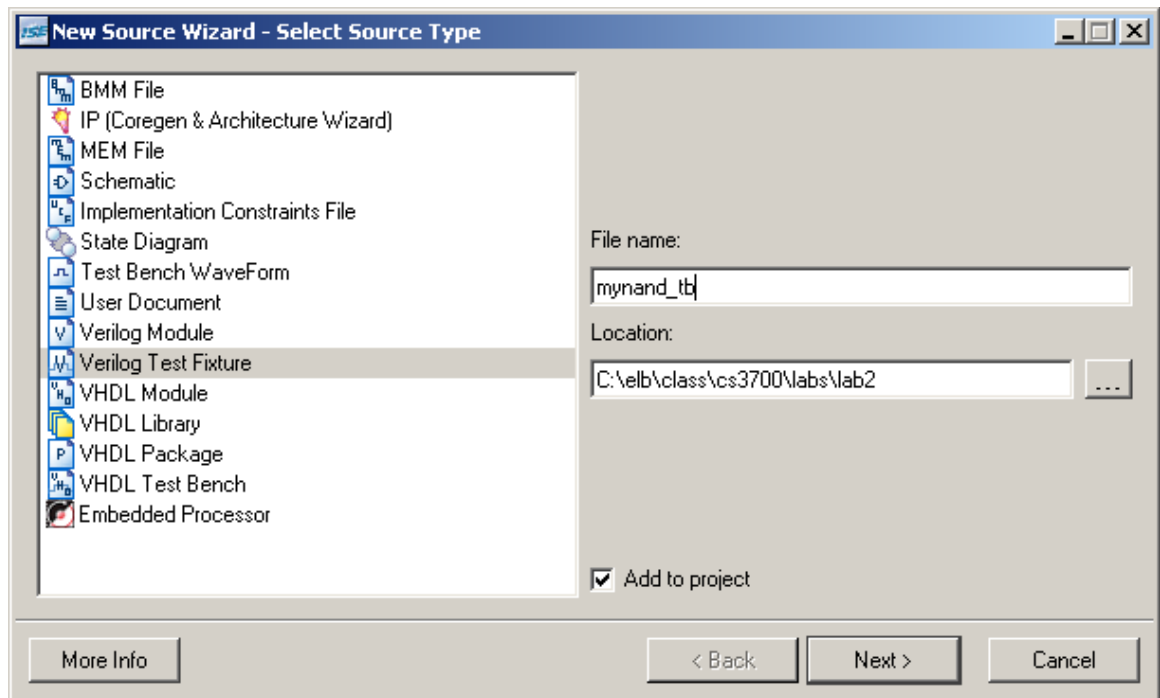 ISE New Source Wizard - Select Source Type
BMM File
IP (Coregen & Architecture Wizard)
MEM File
Schematic
Implementation Constraints File
State Diagram
Test Bench WaveForm
User Document
Verilog Module
Verilog Test Fixture
VHDL Module
VHDL Library
VHDL Package
VHDL Test Bench
Embedded Processor
File name:
mynand_tb
Location:
C:\elb\class\cs3700\labs\lab2
...
Add to project
More Info
< Back
Next >
Cancel